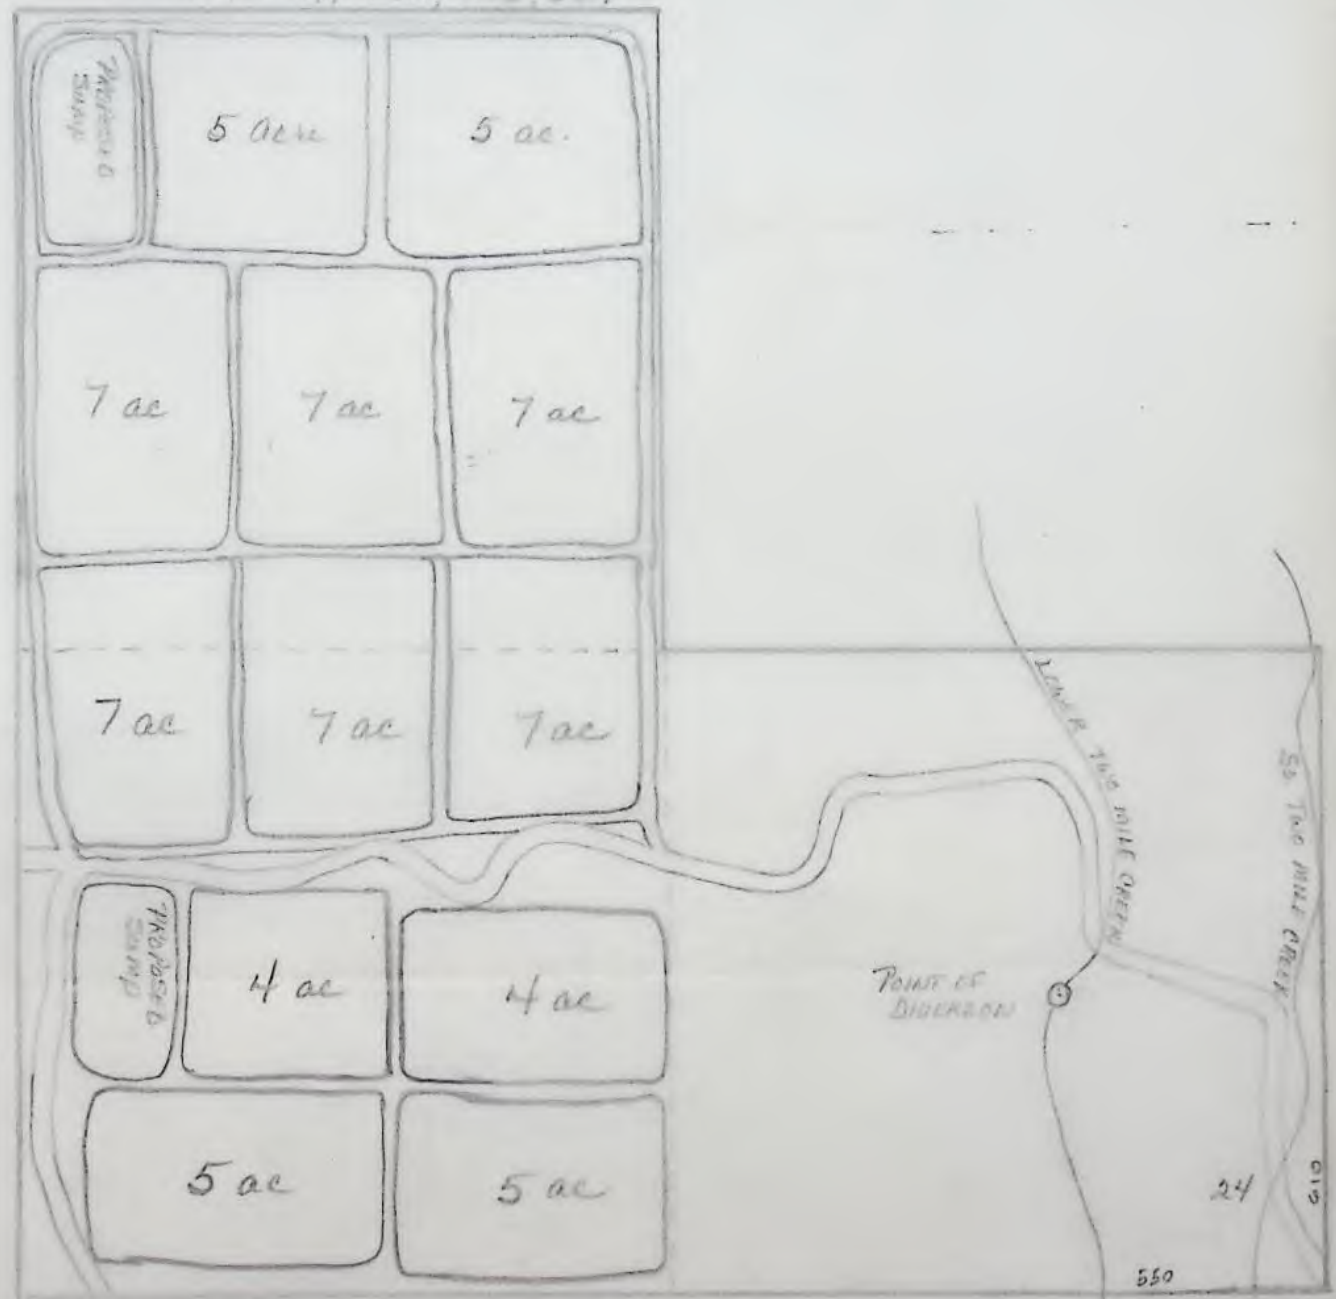 PROPOSED
SUMP
5 acre
5 ac.
7 ac
7 ac
7 ac
7 ac
7 ac
7 ac
LOWER TWO MILE CREEK
So. TWO MILE CREEK
PROPOSED
SUMP
4 ac
4 ac
POINT OF
DIVERSION
5 ac
5 ac
24
610
550